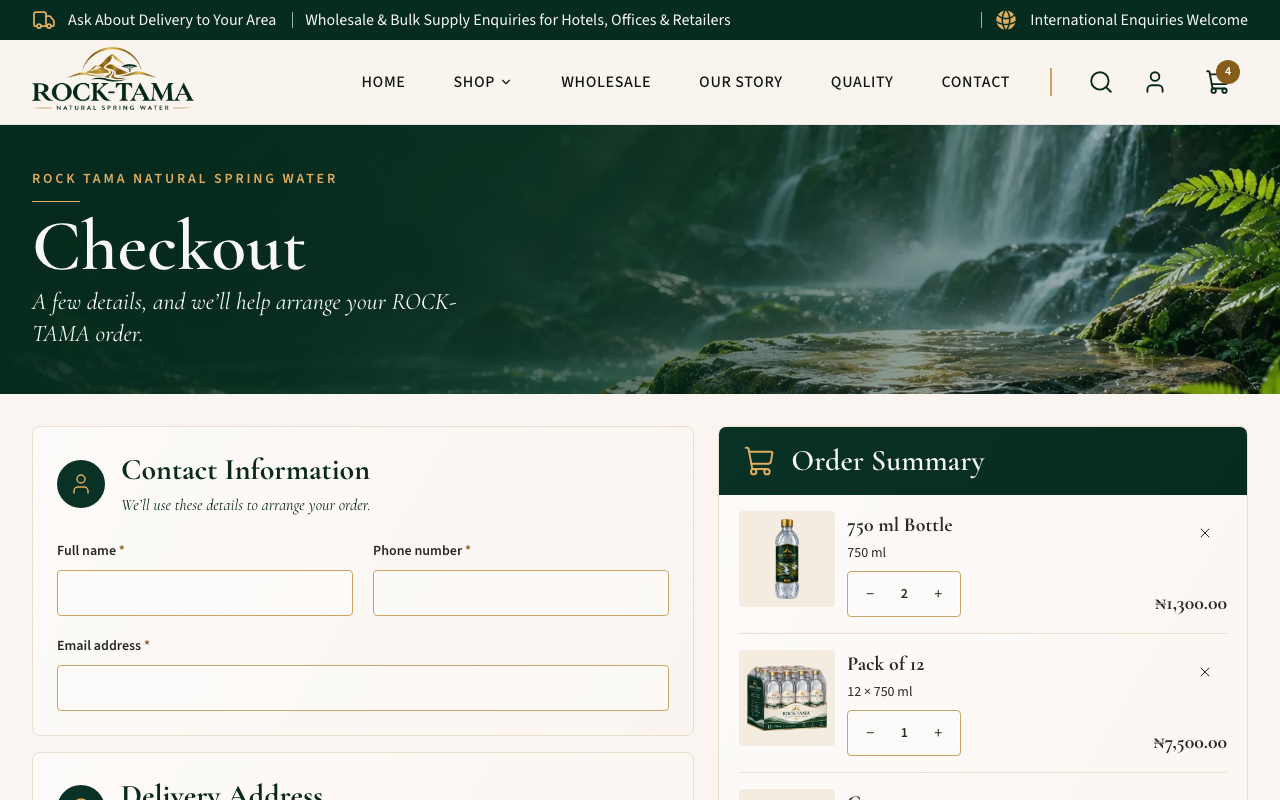 Ask About Delivery to Your Area
Wholesale & Bulk Supply Enquiries for Hotels, Offices & Retailers
International Enquiries Welcome
ROCK-TAMA
NATURAL SPRING WATER
HOME
SHOP
WHOLESALE
OUR STORY
QUALITY
CONTACT
4
ROCK TAMA NATURAL SPRING WATER
Checkout
A few details, and we’ll help arrange your ROCK-
TAMA order.
Contact Information
We’ll use these details to arrange your order.
Full name *
Phone number *
Email address *
Delivery Address
Order Summary
750 ml Bottle
750 ml
− 2 +
₦1,300.00
Pack of 12
12 × 750 ml
− 1 +
₦7,500.00